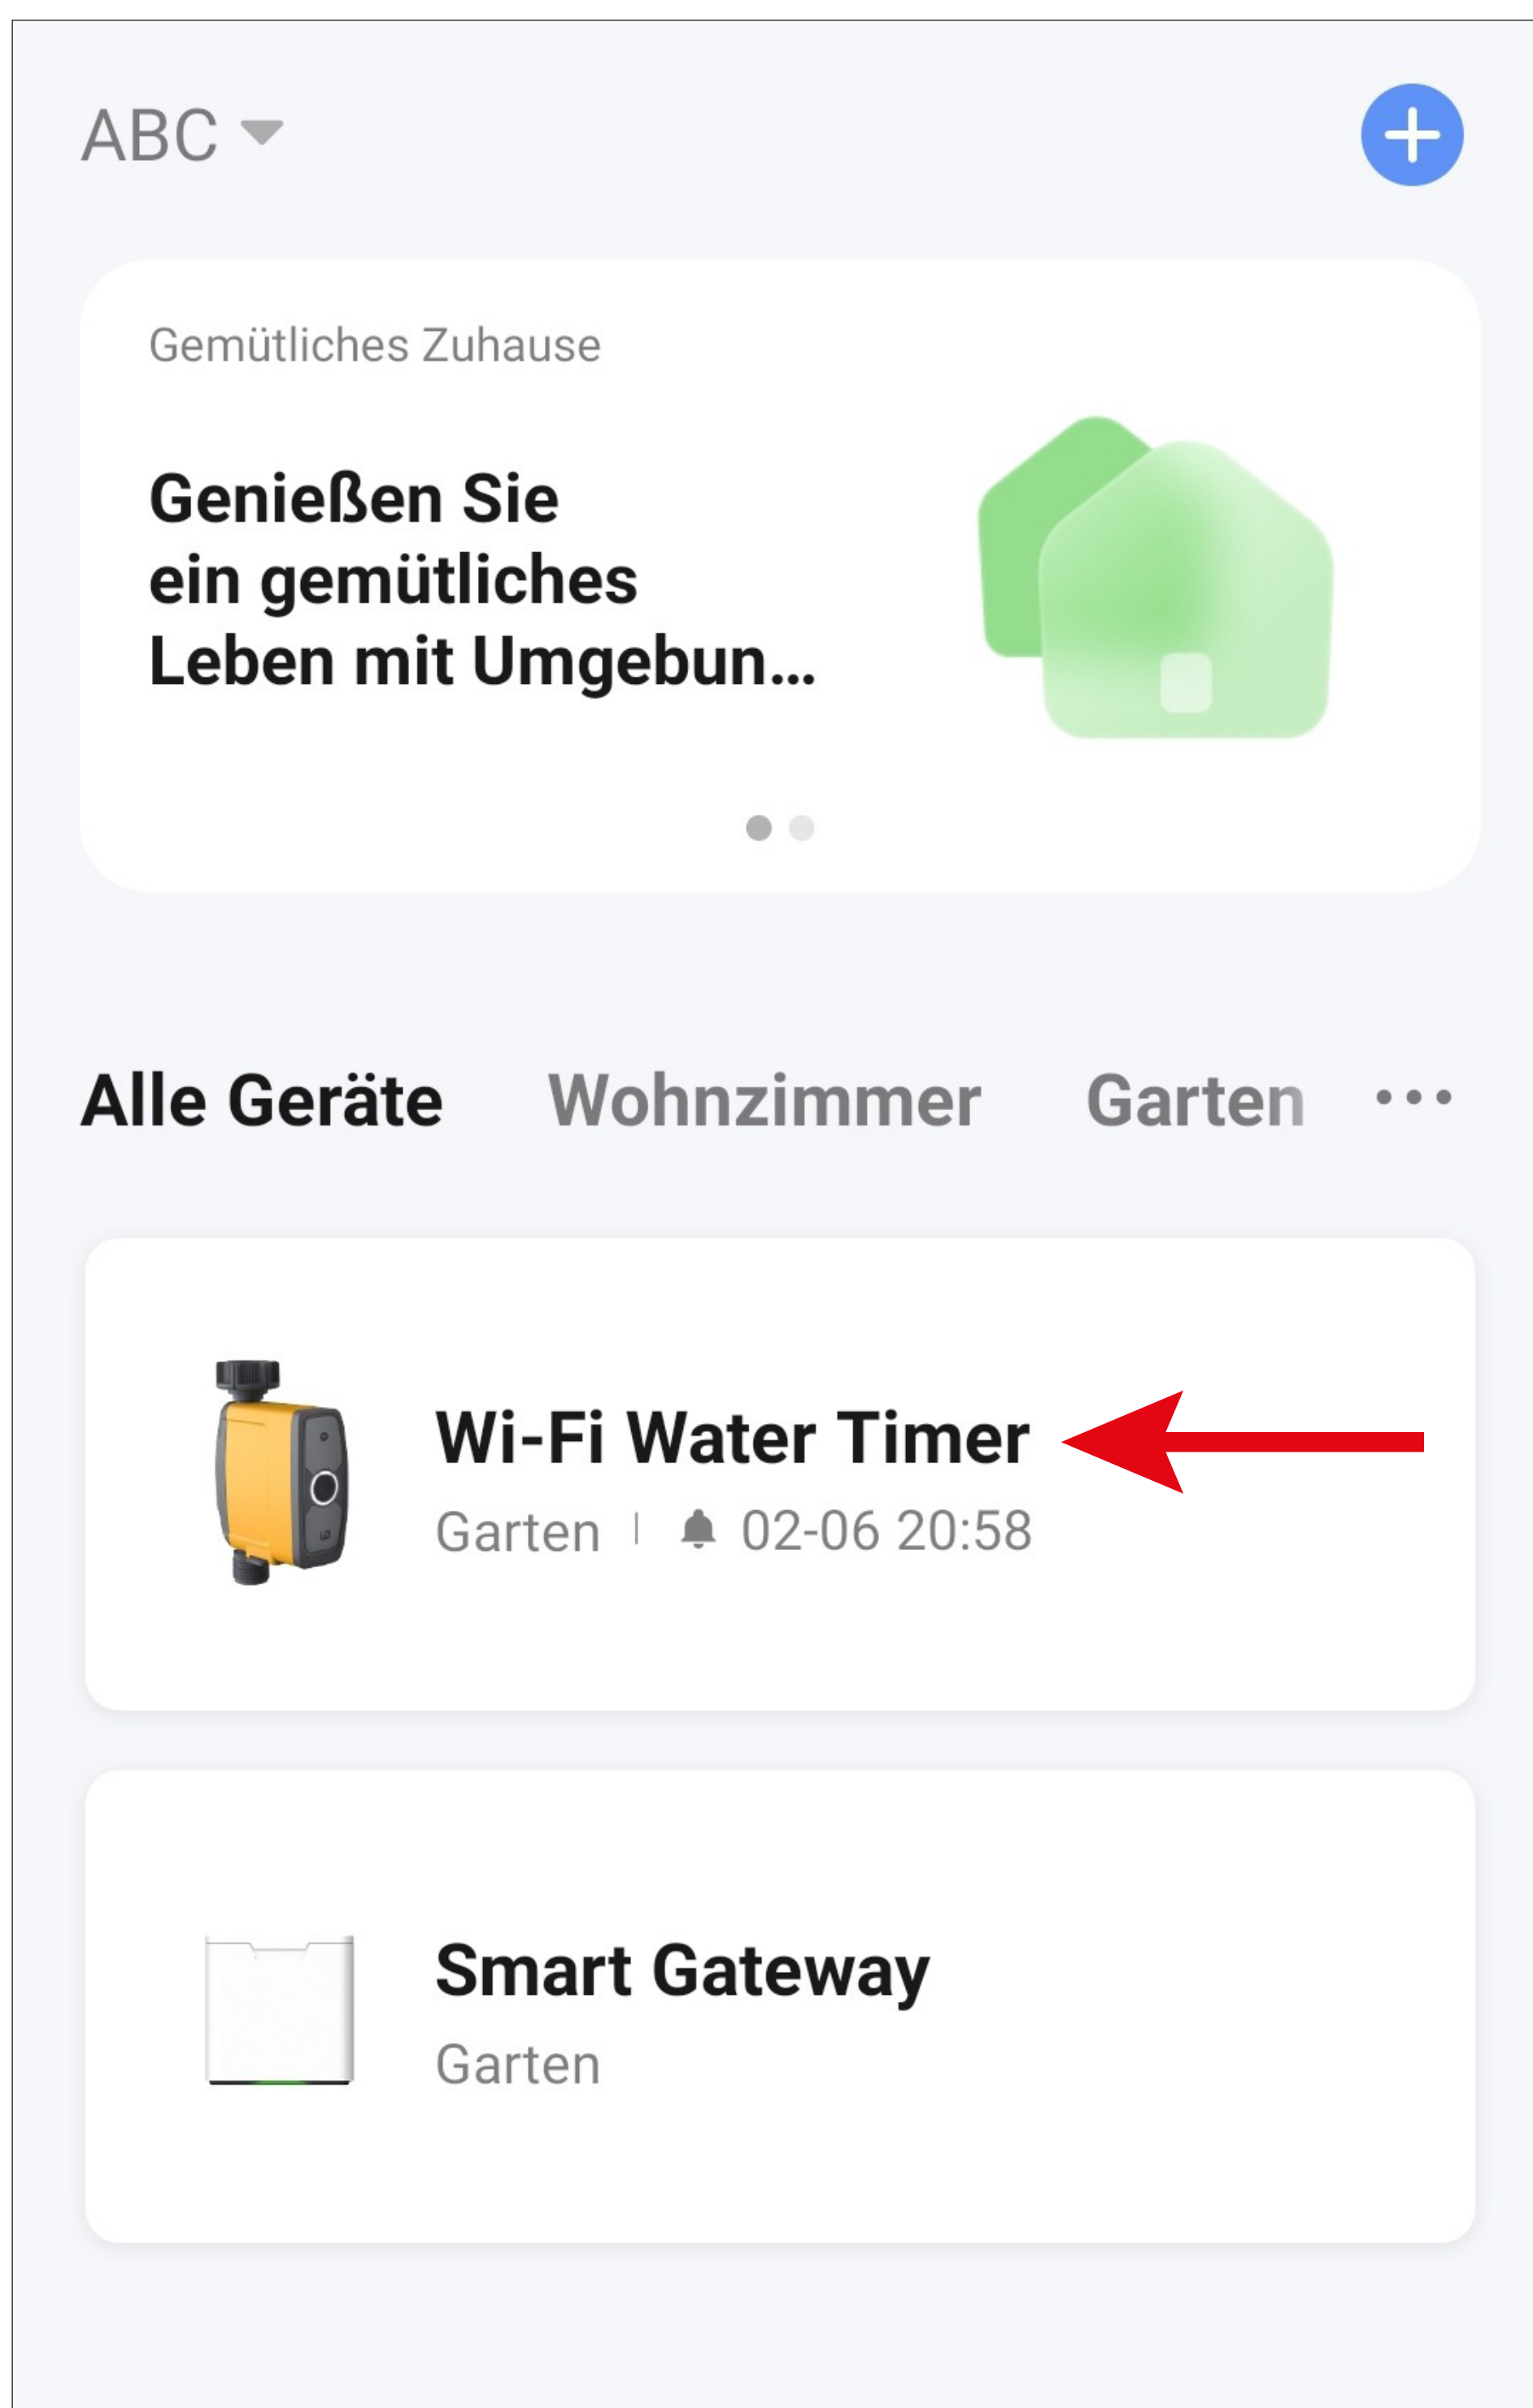 ABC
Gemütliches Zuhause
Genießen Sie
ein gemütliches
Leben mit Umgebun...
Alle Geräte Wohnzimmer Garten ...
Wi-Fi Water Timer
Garten | 02-06 20:58
Smart Gateway
Garten